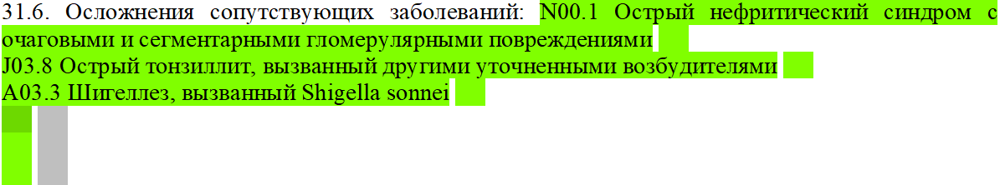 31.6. Осложнения сопутствующих заболеваний: N00.1 Острый нефритический синдром с
очаговыми и сегментарными гломерулярными повреждениями
J03.8 Острый тонзиллит, вызванный другими уточненными возбудителями
A03.3 Шигеллез, вызванный Shigella sonnei